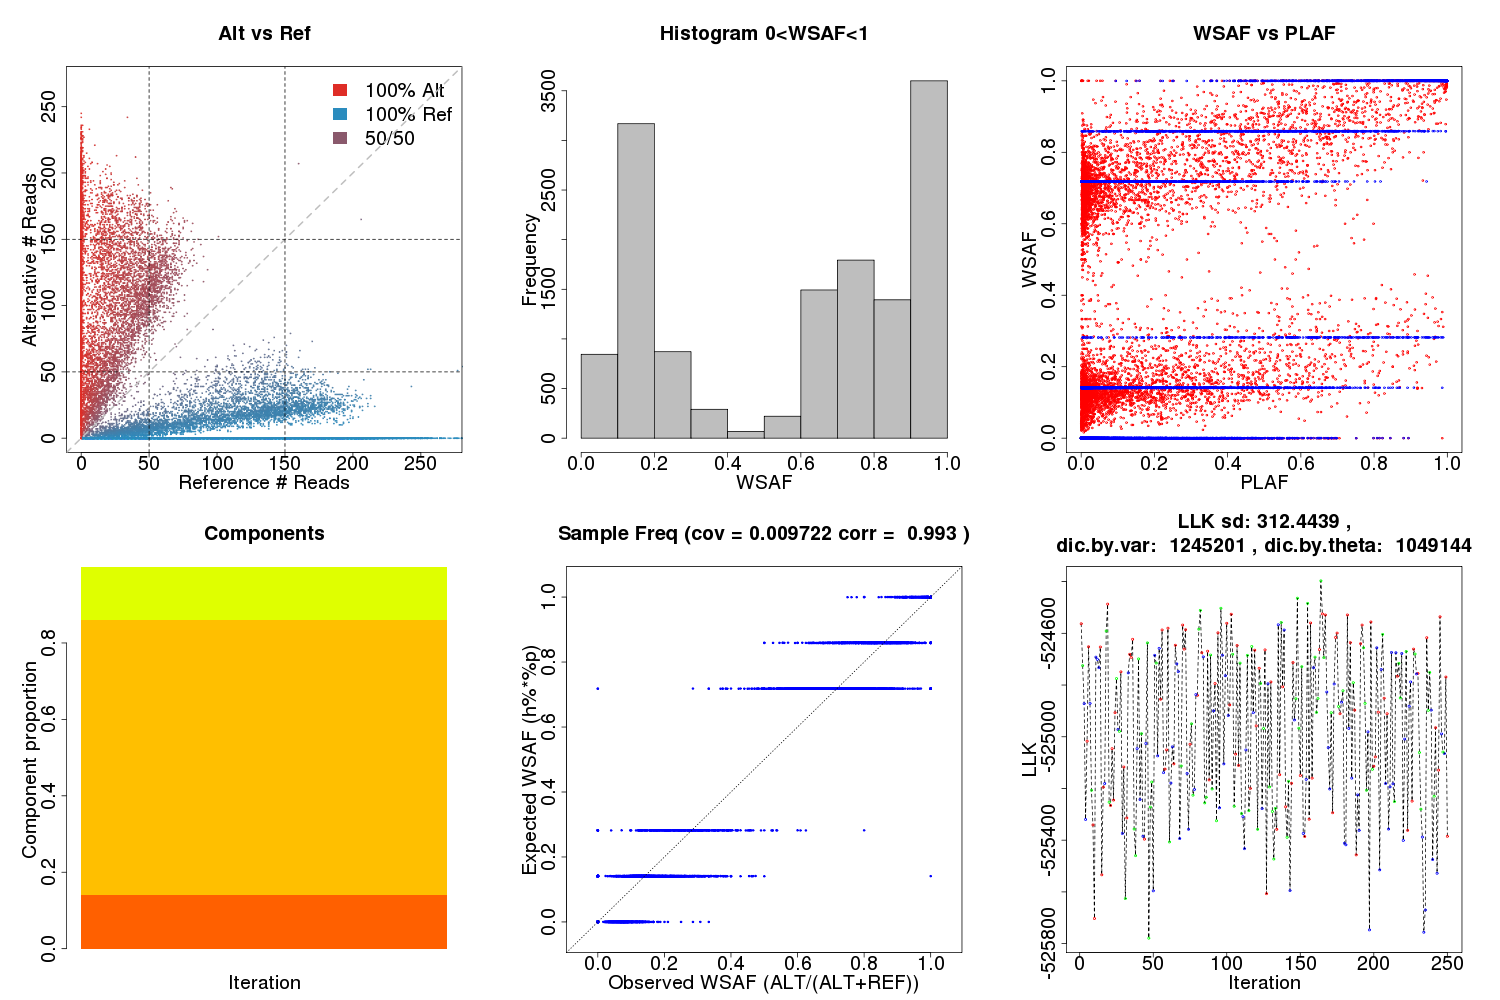 Alt vs Ref
Alternative # Reads
0 50 100 150 200 250
100% Alt
100% Ref
50/50
0 50 100 150 200 250
Reference # Reads
Histogram 0<WSAF<1
Frequency
0 500 1500 2500 3500
0.0 0.2 0.4 0.6 0.8 1.0
WSAF
WSAF vs PLAF
WSAF
0.0 0.2 0.4 0.6 0.8 1.0
0.0 0.2 0.4 0.6 0.8 1.0
PLAF
Components
Component proportion
0.0 0.2 0.4 0.6 0.8
Iteration
Sample Freq (cov = 0.009722 corr = 0.993 )
Expected WSAF (h%*%p)
0.0 0.2 0.4 0.6 0.8 1.0
0.0 0.2 0.4 0.6 0.8 1.0
Observed WSAF (ALT/(ALT+REF))
LLK sd: 312.4439 ,
dic.by.var: 1245201 , dic.by.theta: 1049144
LLK
-525800 -525400 -525000 -524600
0 50 100 150 200 250
Iteration